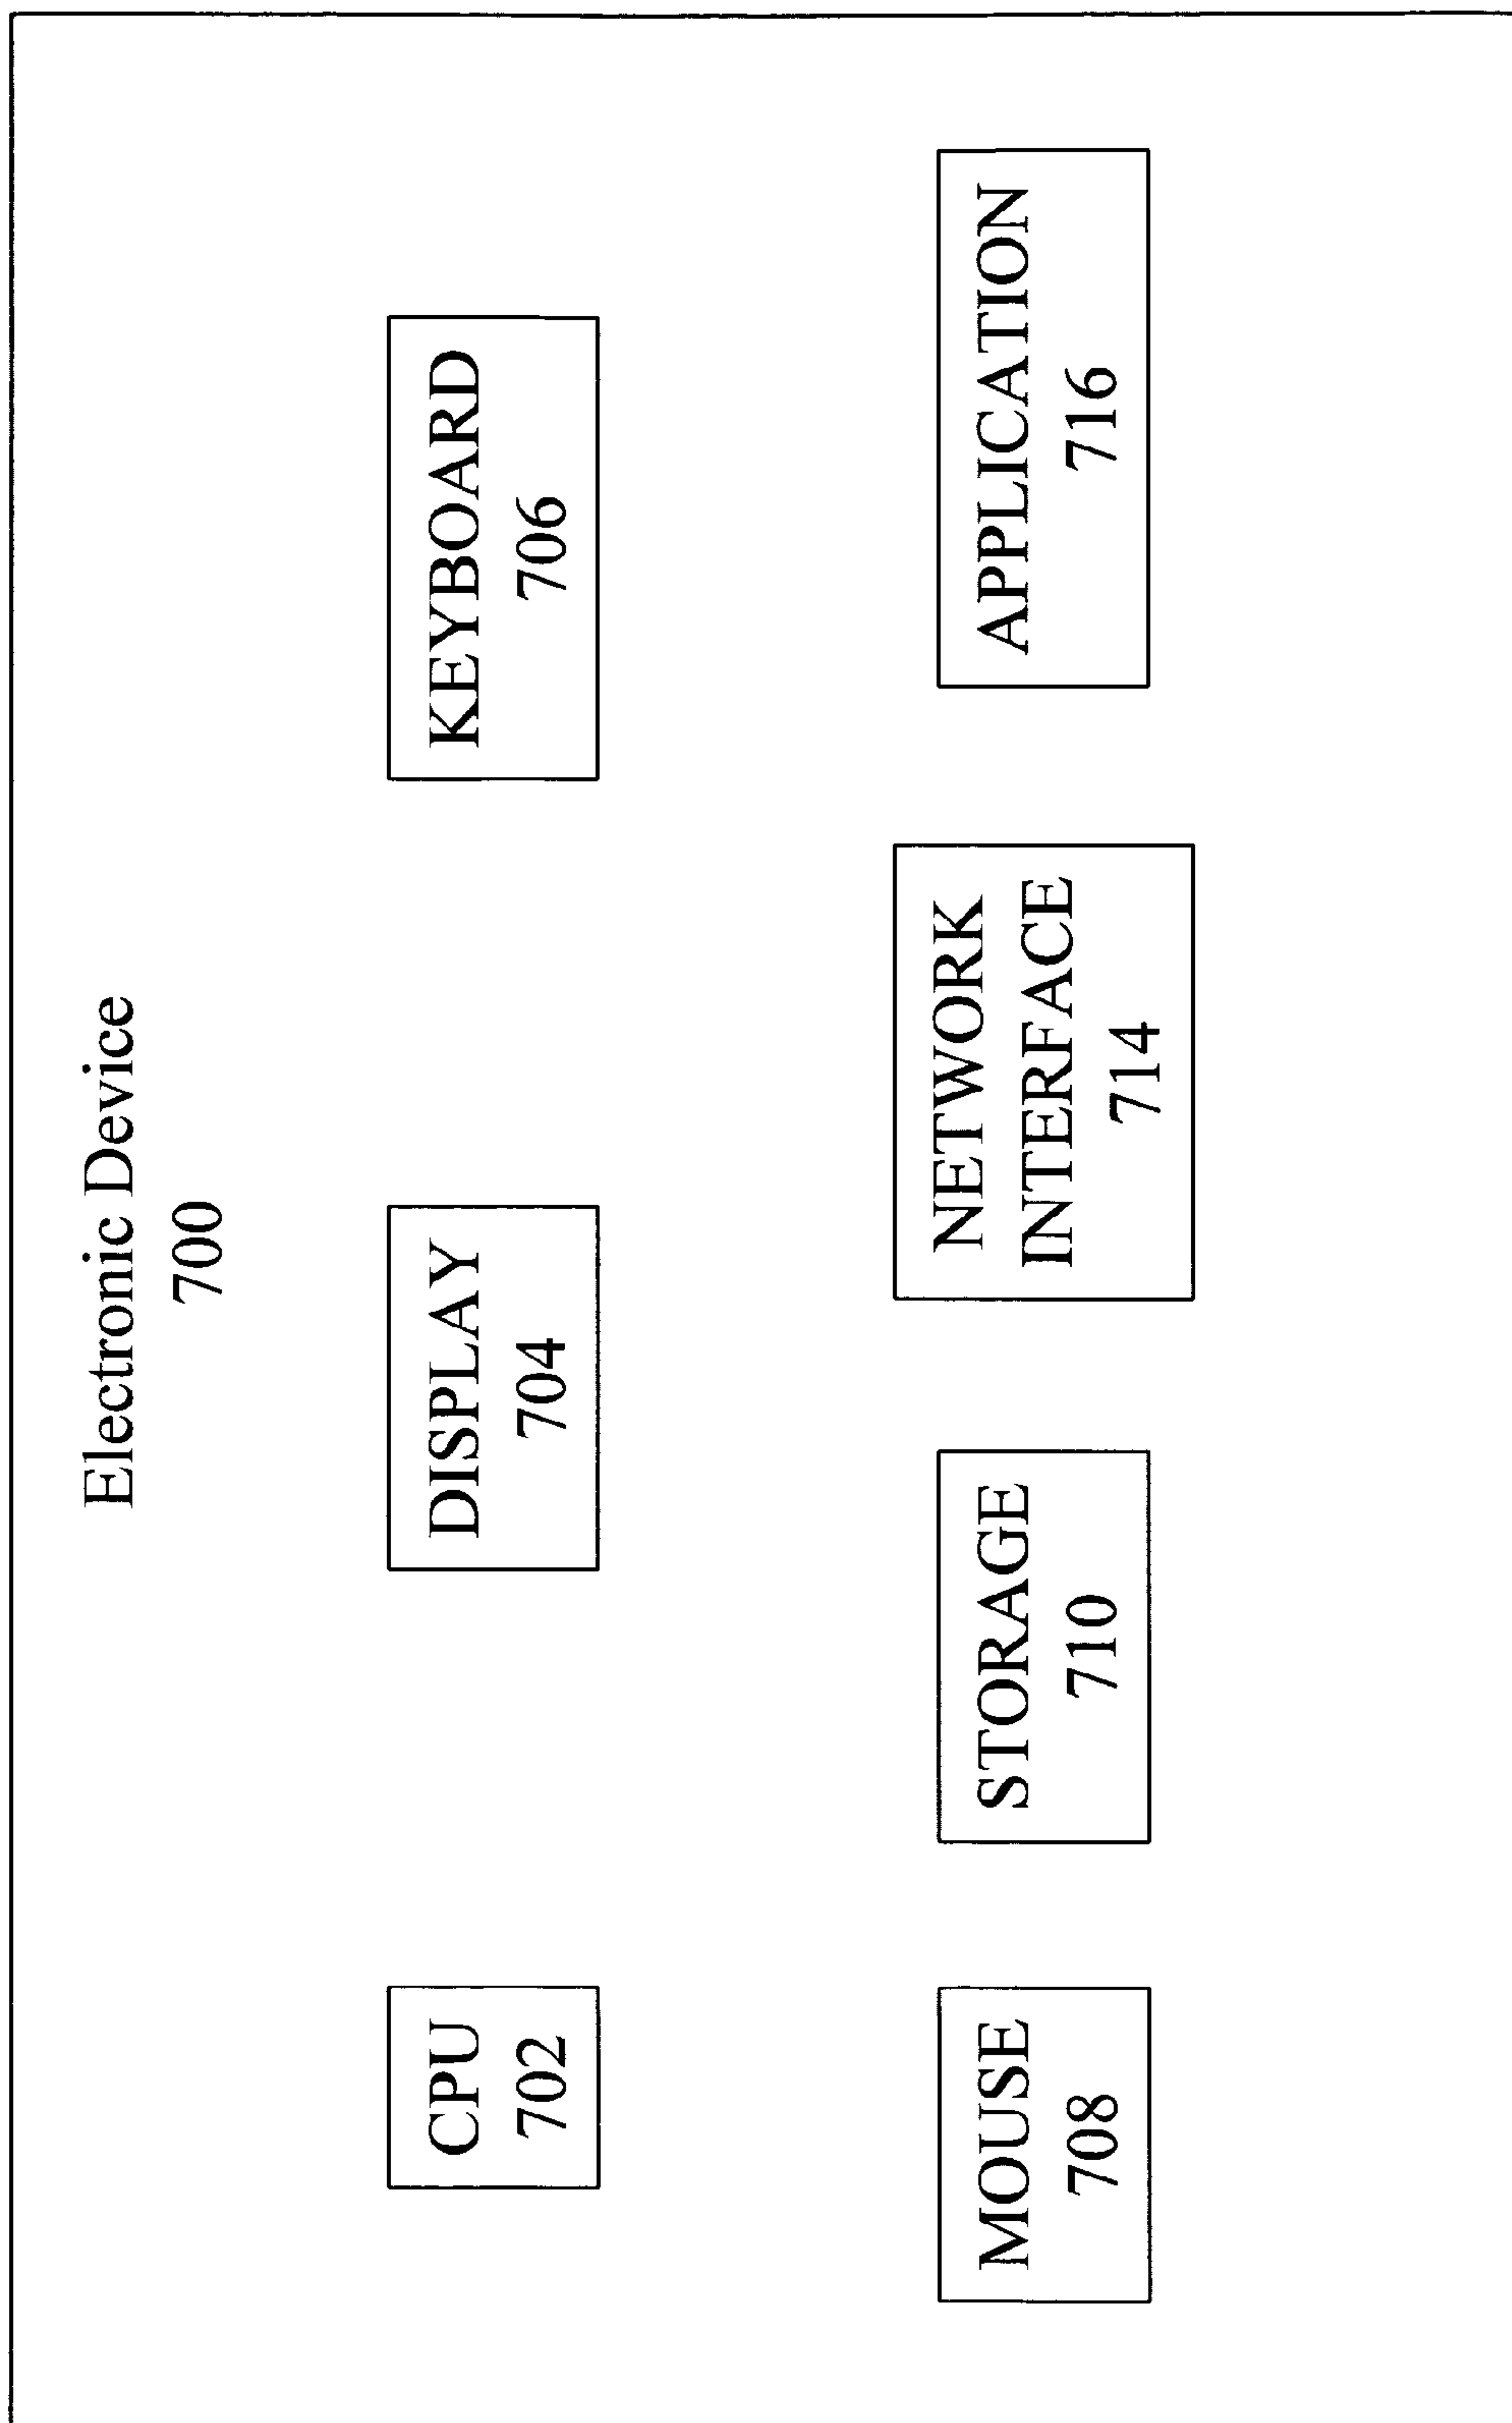 Electronic Device
700
CPU
702
DISPLAY
704
KEYBOARD
706
MOUSE
708
STORAGE
710
NETWORK
INTERFACE
714
APPLICATION
716